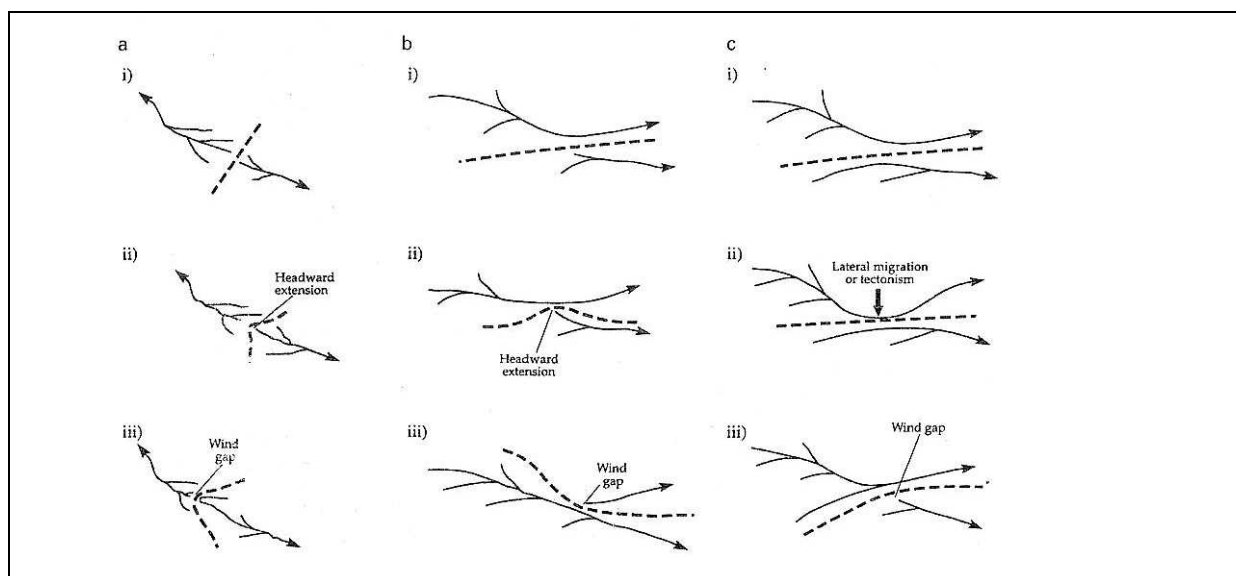 a
b
c
i)
i)
i)
ii)
Headward
extension
ii)
Headward
extension
ii)
Lateral migration
or tectonism
iii)
Wind
gap
iii)
Wind
gap
iii)
Wind gap